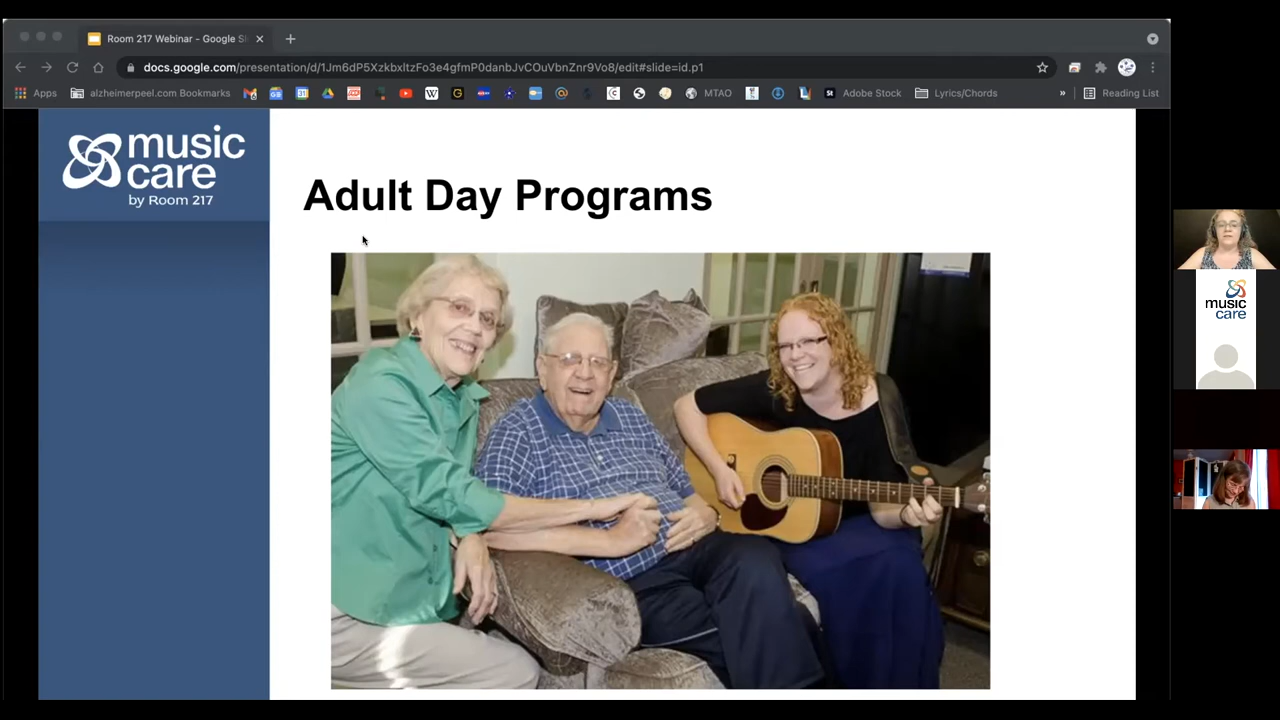 Room 217 Webinar - Google Sl
docs.google.com/presentation/d/1Jm6dP5XzkbxltzFo3e4gfmP0danbJvCOuVbnZnr9Vo8/edit#slide=id.p1
Apps
alzheimerpeel.com Bookmarks
MTAO
Adobe Stock
Lyrics/Chords
»
Reading List
music
care
by Room 217
Adult Day Programs
music
care